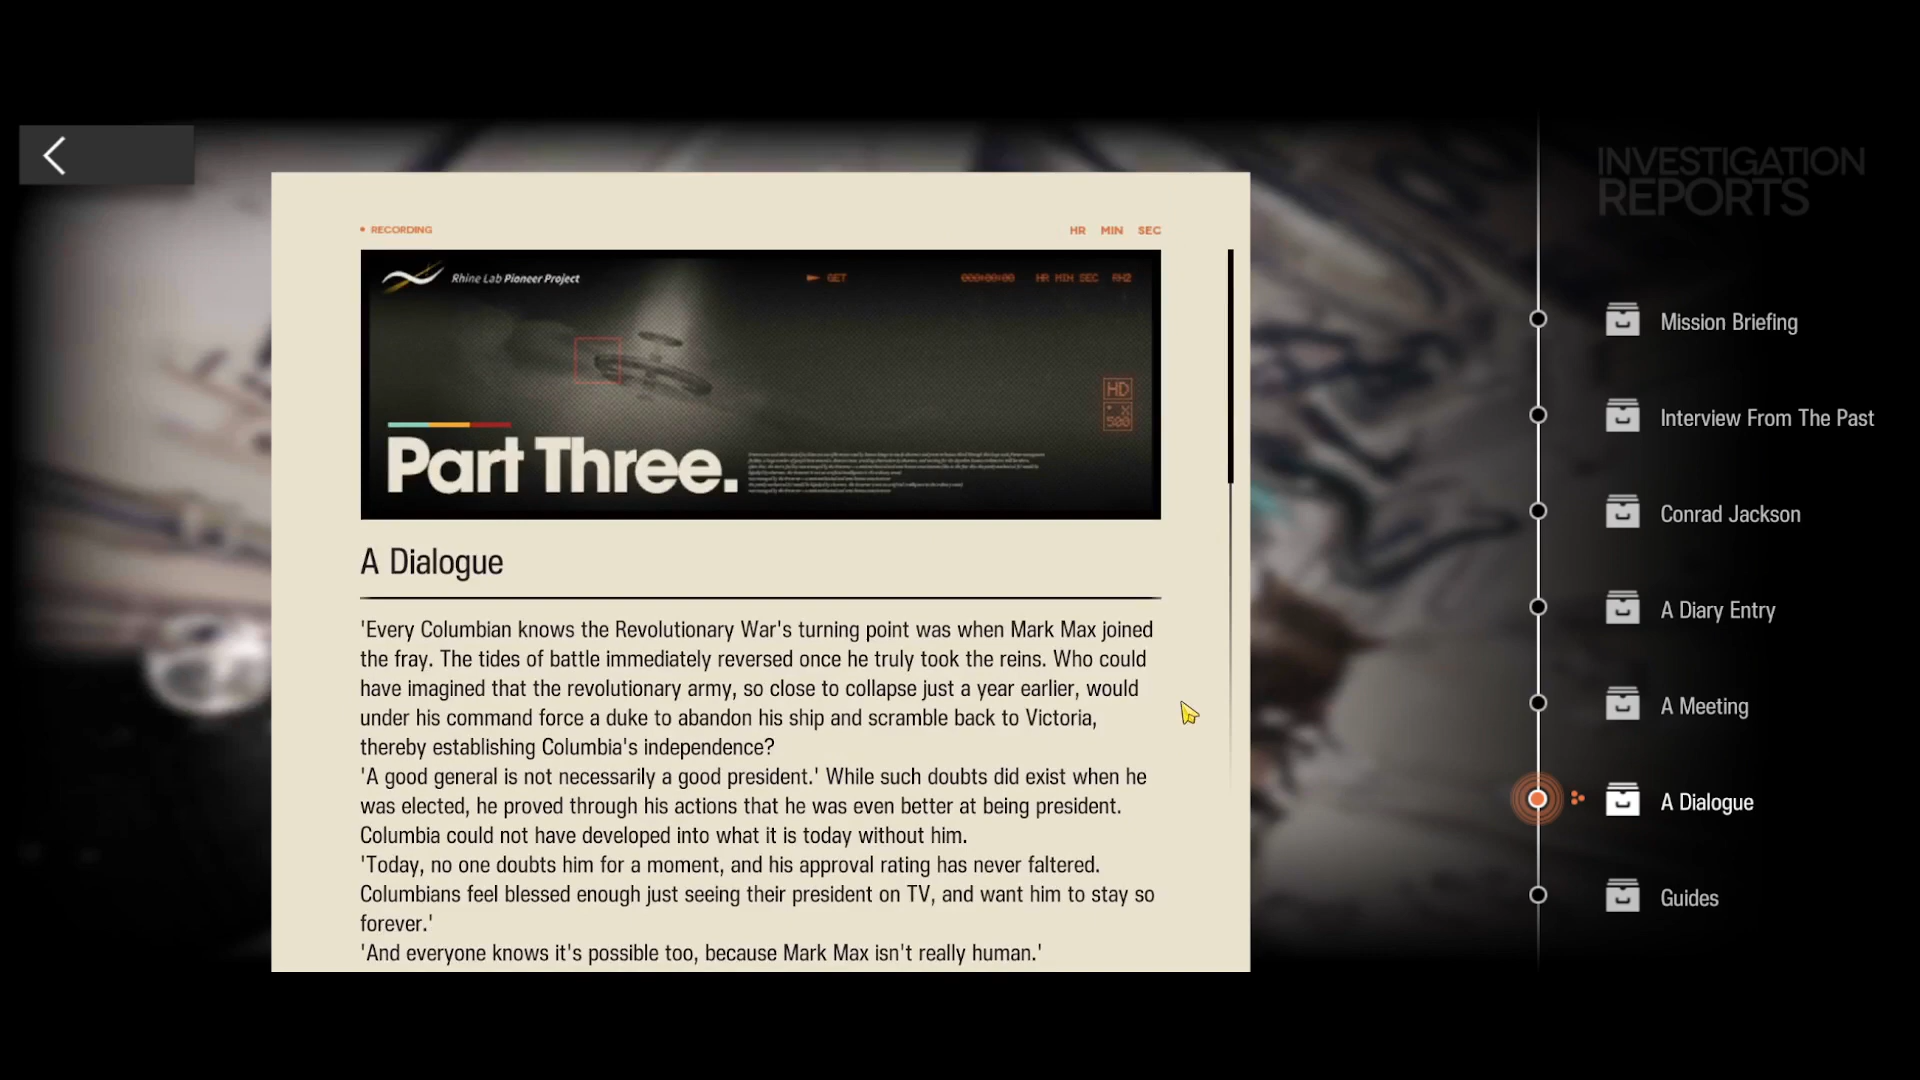 INVESTIGATION
REPORTS
RECORDING
HR MIN SEC
Rhine Lab Pioneer Project
GET
000:00:00 HR MIN SEC
HD
500
Part Three.
A Dialogue
'Every Columbian knows the Revolutionary War's turning point was when Mark Max joined
the fray. The tides of battle immediately reversed once he truly took the reins. Who could
have imagined that the revolutionary army, so close to collapse just a year earlier, would
under his command force a duke to abandon his ship and scramble back to Victoria,
thereby establishing Columbia's independence?
'A good general is not necessarily a good president.' While such doubts did exist when he
was elected, he proved through his actions that he was even better at being president.
Columbia could not have developed into what it is today without him.
'Today, no one doubts him for a moment, and his approval rating has never faltered.
Columbians feel blessed enough just seeing their president on TV, and want him to stay so
forever.'
'And everyone knows it's possible too, because Mark Max isn't really human.'
Mission Briefing
Interview From The Past
Conrad Jackson
A Diary Entry
A Meeting
A Dialogue
Guides